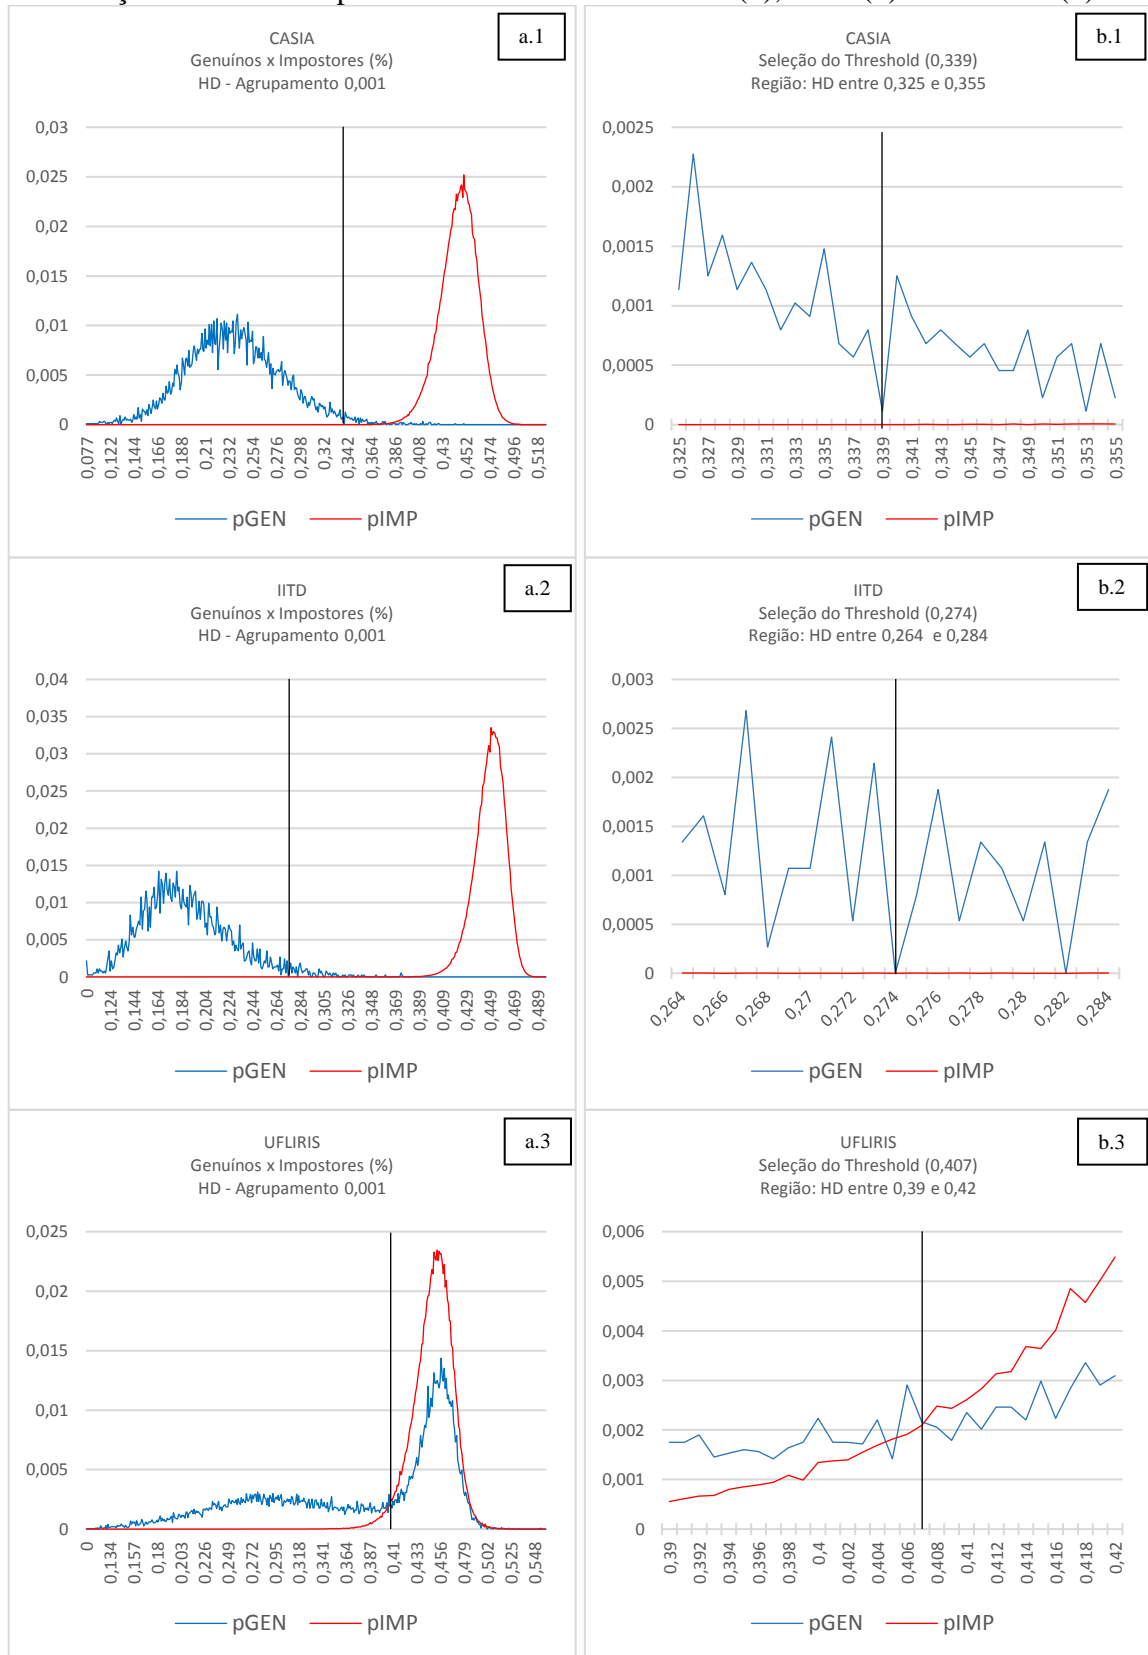 a.1
CASIA
Genuínos x Impostores (%)
HD - Agrupamento 0,001
0,03
0,025
0,02
0,015
0,01
0,005
0
0,077 0,122 0,144 0,166 0,188 0,21 0,232 0,254 0,276 0,298 0,32 0,342 0,364 0,386 0,408 0,43 0,452 0,474 0,496 0,518
pGEN pIMP
b.1
CASIA
Seleção do Threshold (0,339)
Região: HD entre 0,325 e 0,355
0,0025
0,002
0,0015
0,001
0,0005
0
0,325 0,327 0,329 0,331 0,333 0,335 0,337 0,339 0,341 0,343 0,345 0,347 0,349 0,351 0,353 0,355
pGEN pIMP
a.2
IITD
Genuínos x Impostores (%)
HD - Agrupamento 0,001
0,04
0,035
0,03
0,025
0,02
0,015
0,01
0,005
0
0 0,124 0,144 0,164 0,184 0,204 0,224 0,244 0,264 0,284 0,305 0,326 0,348 0,369 0,389 0,409 0,429 0,449 0,469 0,489
pGEN pIMP
b.2
IITD
Seleção do Threshold (0,274)
Região: HD entre 0,264 e 0,284
0,003
0,0025
0,002
0,0015
0,001
0,0005
0
0,264 0,266 0,268 0,27 0,272 0,274 0,276 0,278 0,28 0,282 0,284
pGEN pIMP
a.3
UFLIRIS
Genuínos x Impostores (%)
HD - Agrupamento 0,001
0,025
0,02
0,015
0,01
0,005
0
0 0,134 0,157 0,18 0,203 0,226 0,249 0,272 0,295 0,318 0,341 0,364 0,387 0,41 0,433 0,456 0,479 0,502 0,525 0,548
pGEN pIMP
b.3
UFLIRIS
Seleção do Threshold (0,407)
Região: HD entre 0,39 e 0,42
0,006
0,005
0,004
0,003
0,002
0,001
0
0,39 0,392 0,394 0,396 0,398 0,4 0,402 0,404 0,406 0,408 0,41 0,412 0,414 0,416 0,418 0,42
pGEN pIMP